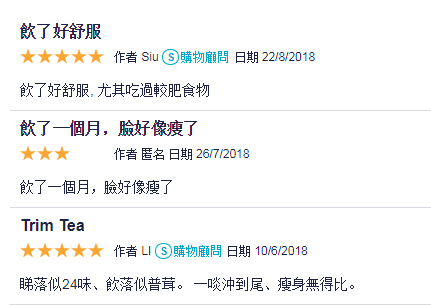 飲了好舒服
作者 Siu Ⓢ購物顧問 日期 22/8/2018
飲了好舒服, 尤其吃過較肥食物
飲了一個月，臉好像瘦了
作者 匿名 日期 26/7/2018
飲了一個月，臉好像瘦了
Trim Tea
作者 LI Ⓢ購物顧問 日期 10/6/2018
睇落似24味、飲落似普茸。 一啖沖到尾、瘦身無得比。